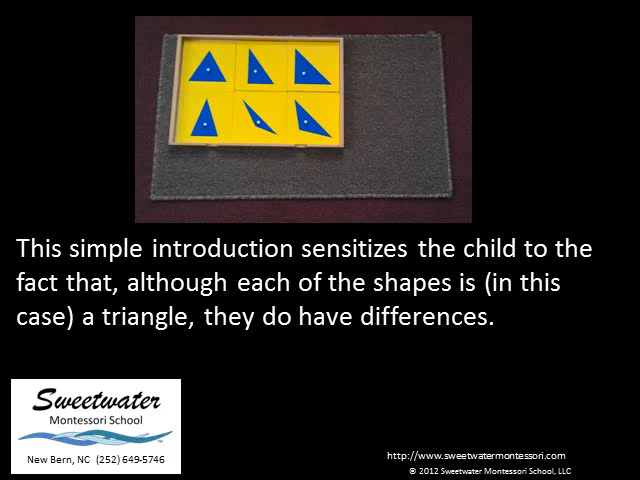 This simple introduction sensitizes the child to the
fact that, although each of the shapes is (in this
case) a triangle, they do have differences.
Sweetwater
Montessori School
New Bern, NC (252) 649-5746
http://www.sweetwatermontessori.com
© 2012 Sweetwater Montessori School, LLC